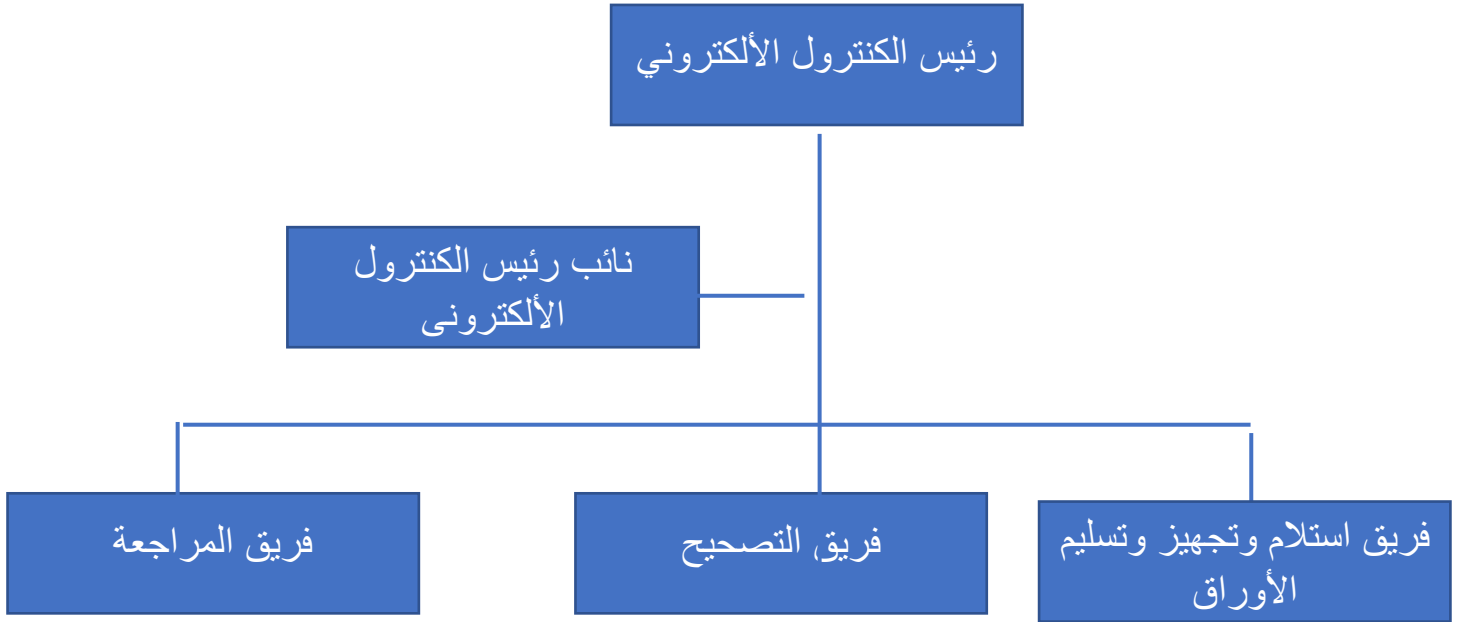 رئيس الكنترول الألكتروني
نائب رئيس الكنترول
الألكترونى
فريق استلام وتجهيز وتسليم
الأوراق
فريق التصحيح
فريق المراجعة